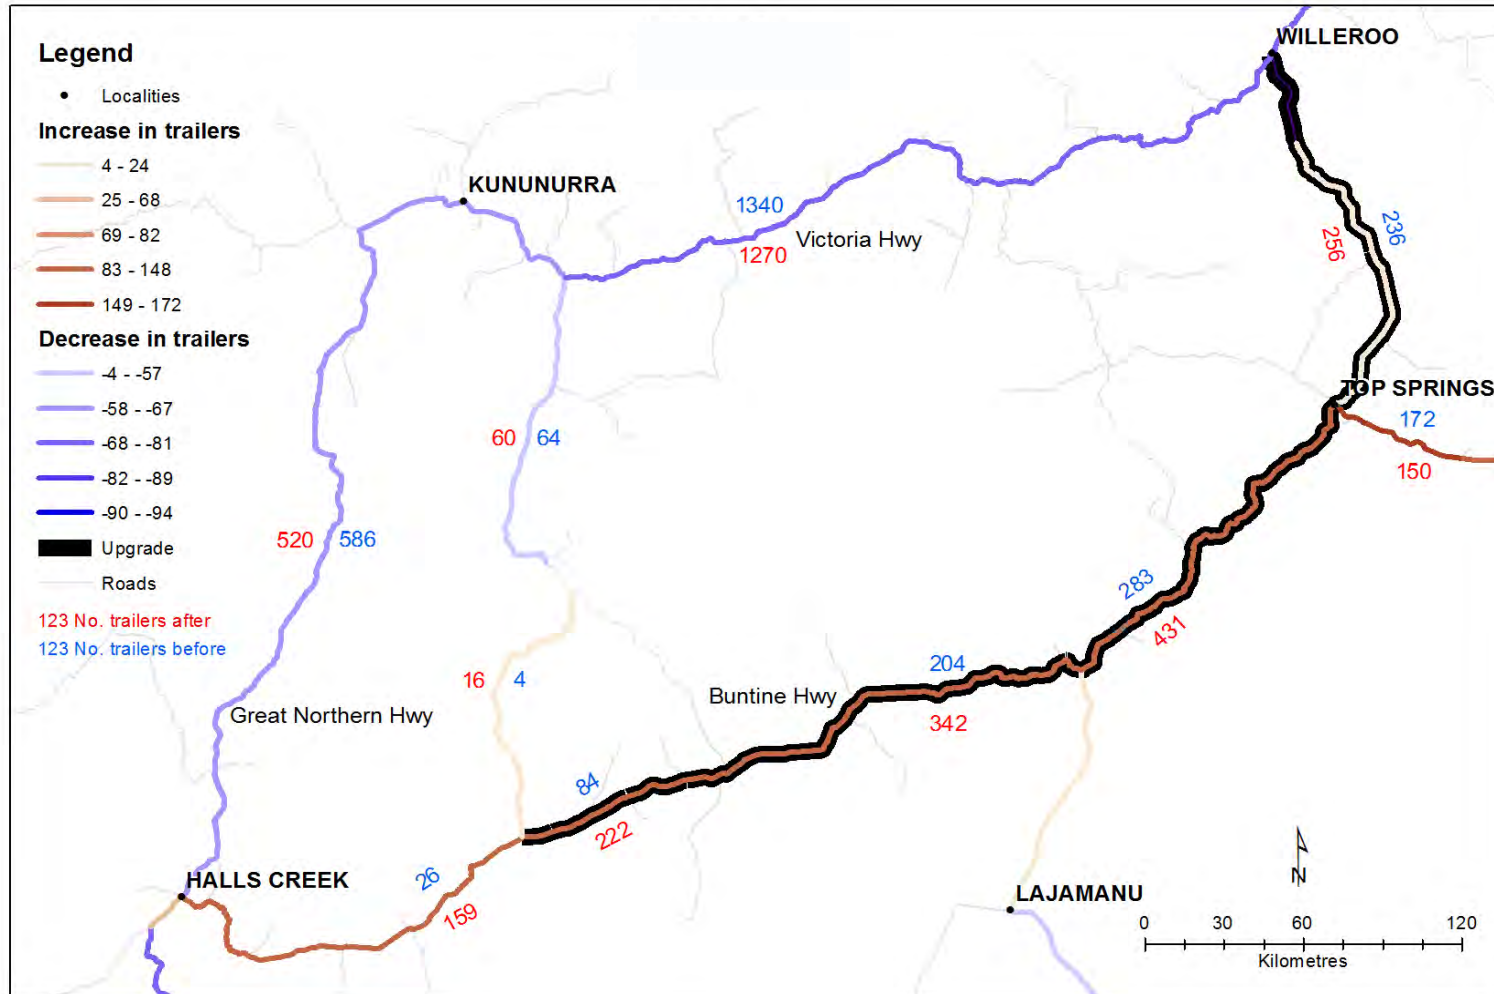 Legend
Localities
Increase in trailers
4 - 24
25 - 68
69 - 82
83 - 148
149 - 172
Decrease in trailers
-4 - -57
-58 - -67
-68 - -81
-82 - -89
-90 - -94
Upgrade
Roads
123 No. trailers after
123 No. trailers before
WILLEROO
KUNUNURRA
1340
Victoria Hwy
1270
236
256
TOP SPRINGS
172
150
60
64
520
586
283
431
16
4
204
Buntine Hwy
342
Great Northern Hwy
84
222
26
159
HALLS CREEK
LAJAMANU
N
0 30 60 120
Kilometres